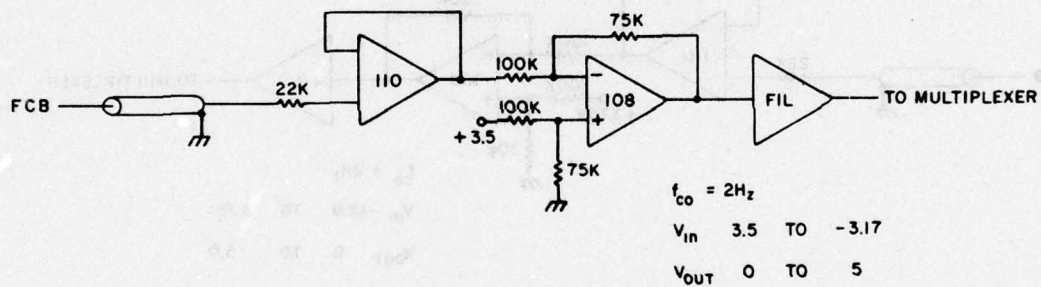 75K
110
100K
22K
108
FIL
TO MULTIPLEXER
FCB
100K
+ 3.5
75K
− +
f_co = 2Hz
V_in 3.5 TO −3.17
V_OUT 0 TO 5